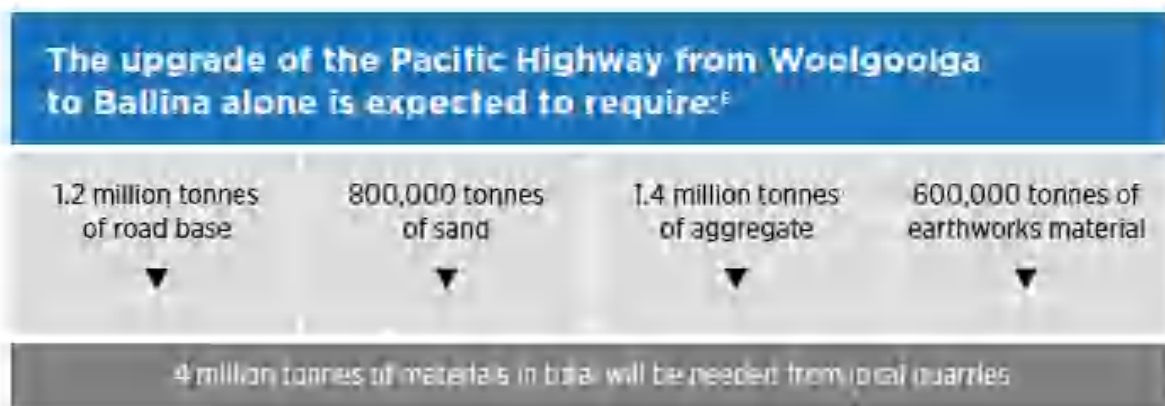 The upgrade of the Pacific Highway from Woolgoolga
to Ballina alone is expected to require:
1.2 million tonnes
of road base
800,000 tonnes
of sand
1.4 million tonnes
of aggregate
600,000 tonnes of
earthworks material
4 million tonnes of materials in total will be needed from local quarries